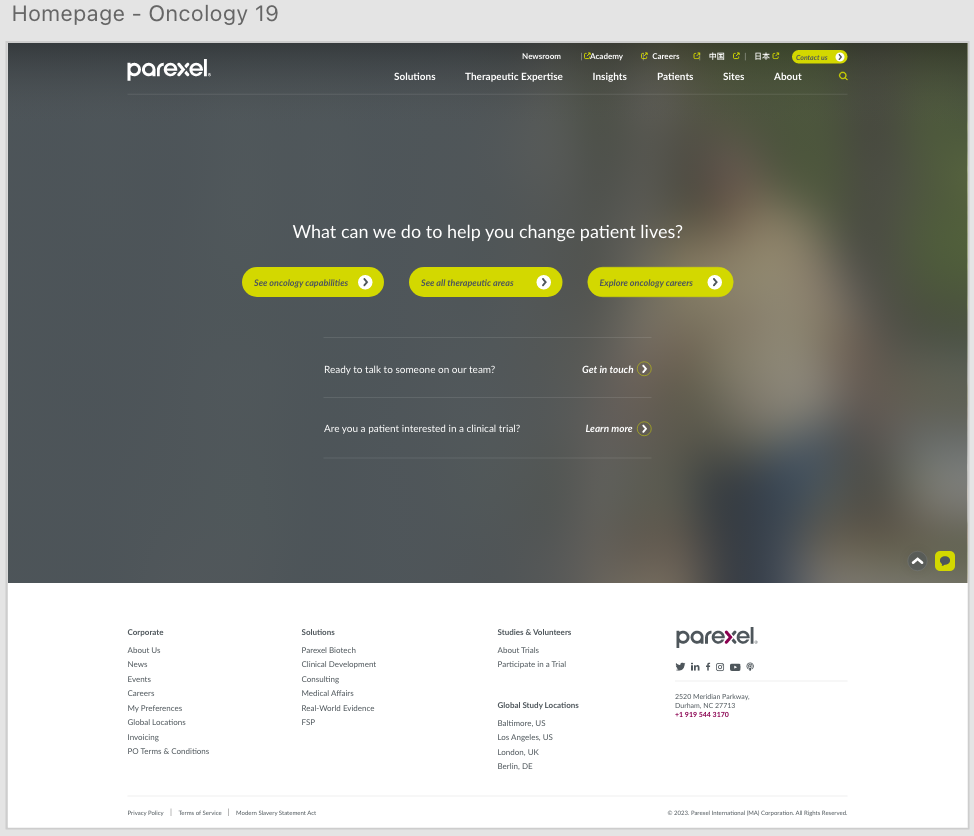 Homepage - Oncology 19
parexel.
Newsroom Academy Careers 中国 日本 Contact us
Solutions Therapeutic Expertise Insights Patients Sites About
What can we do to help you change patient lives?
See oncology capabilities See all therapeutic areas Explore oncology careers
Ready to talk to someone on our team? Get in touch
Are you a patient interested in a clinical trial? Learn more
Corporate
About Us
News
Events
Careers
My Preferences
Global Locations
Invoicing
PO Terms & Conditions
Solutions
Parexel Biotech
Clinical Development
Consulting
Medical Affairs
Real-World Evidence
FSP
Studies & Volunteers
About Trials
Participate in a Trial
Global Study Locations
Baltimore, US
Los Angeles, US
London, UK
Berlin, DE
parexel.
2520 Meridian Parkway,
Durham, NC 27713
+1 919 544 3170
Privacy Policy | Terms of Service | Modern Slavery Statement Act
© 2023. Parexel International (MA) Corporation. All Rights Reserved.